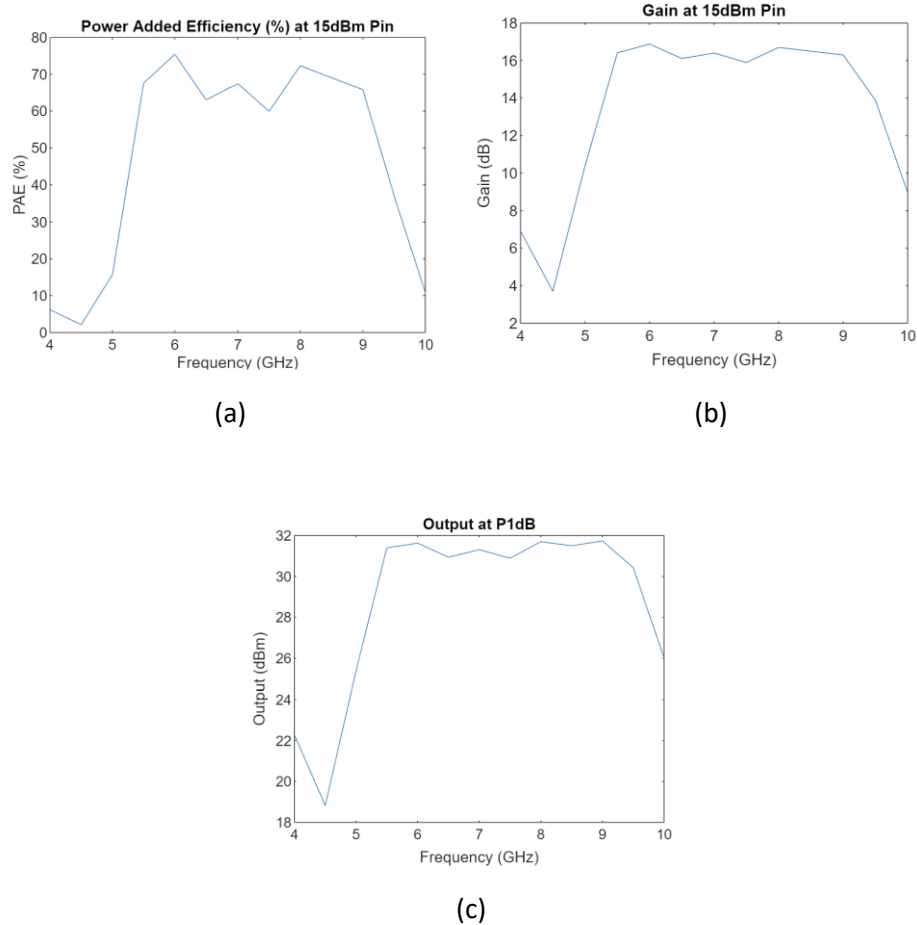 Power Added Efficiency (%) at 15dBm Pin
80
70
60
50
40
30
20
10
0
PAE (%)
4 5 6 7 8 9 10
Frequency (GHz)
(a)
Gain at 15dBm Pin
18
16
14
12
10
8
6
4
2
Gain (dB)
4 5 6 7 8 9 10
Frequency (GHz)
(b)
Output at P1dB
32
30
28
26
24
22
20
18
Output (dBm)
4 5 6 7 8 9 10
Frequency (GHz)
(c)